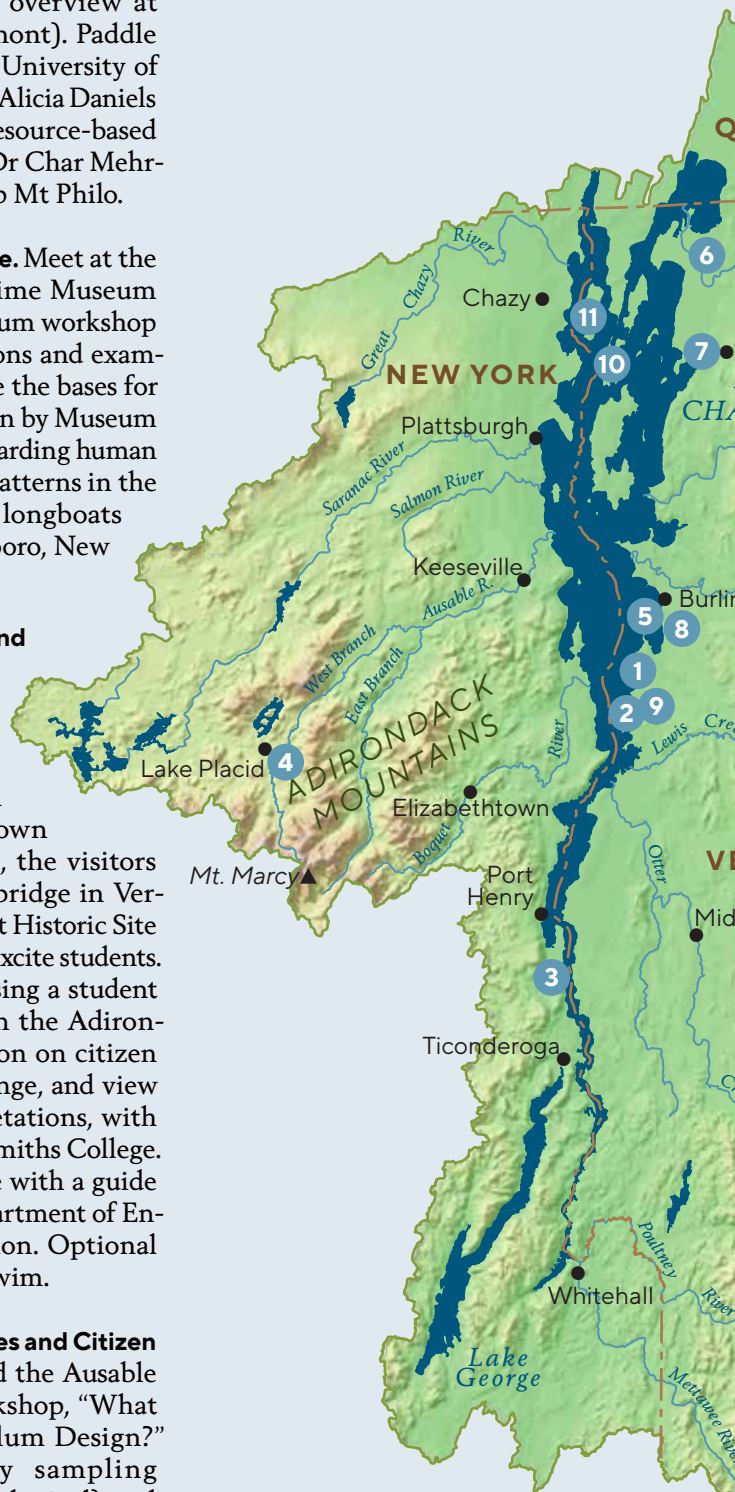 overview at
Paddle
University of
Alicia Daniels
esource-based
Dr Char Mehr-
Mt Philo.
Meet at the
ime Museum
um workshop
ons and exam-
the bases for
n by Museum
arding human
atterns in the
longboats
boro, New
nd
own
, the visitors
bridge in Ver-
t Historic Site
xcite students.
sing a student
n the Adiron-
on on citizen
nge, and view
etations, with
miths College.
e with a guide
artment of En-
ion. Optional
wim.
es and Citizen
d the Ausable
kshop, “What
lum Design?”
y sampling
Q
6
Great Chazy River
Chazy
11
7
10
NEW YORK
CHA
Plattsburgh
Saranac River
Salmon River
Keeseville
Ausable R.
Burlin
5
8
West Branch
East Branch
1
2
9
Lewis Cree
ADIRONDACK
MOUNTAINS
Lake Placid
4
Elizabethtown
Boquet River
Otter
VE
Mt. Marcy
Port
Henry
Mid
3
Ticonderoga
C
Poultney River
Whitehall
Lake
George
Mettawee River